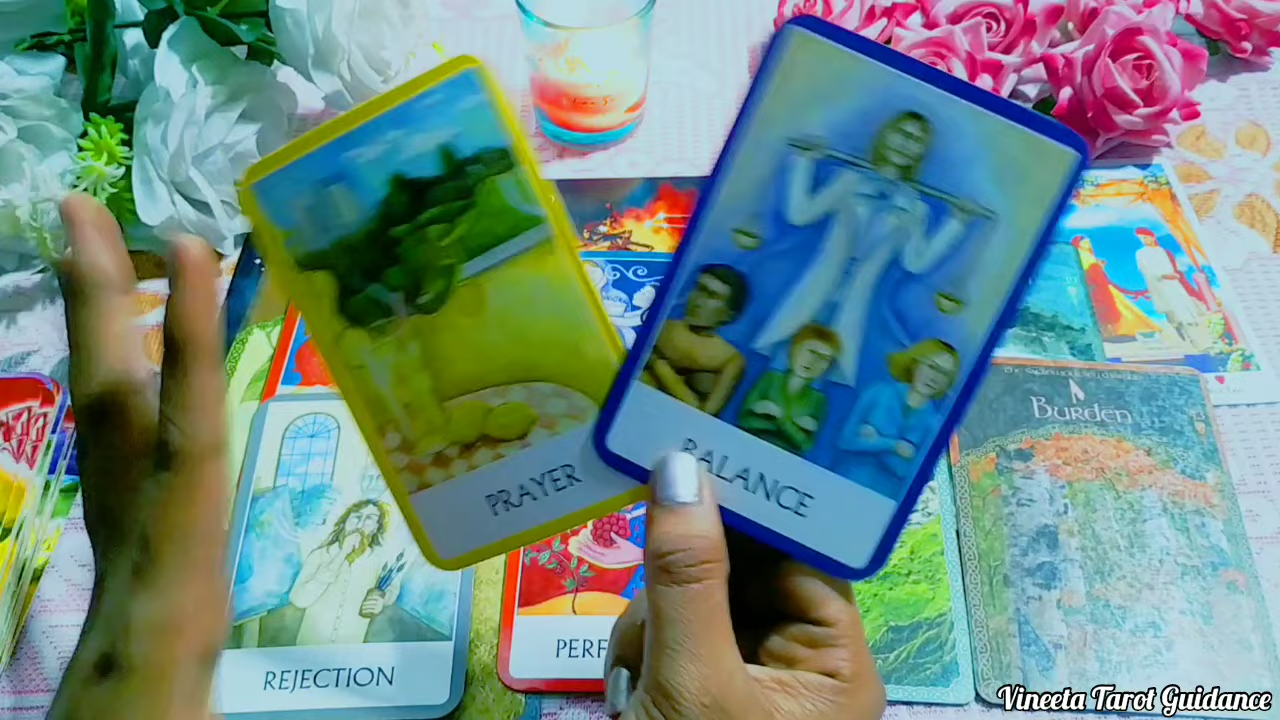 Burden
PRAYER
BALANCE
REJECTION
PERF
Vineeta Tarot Guidance